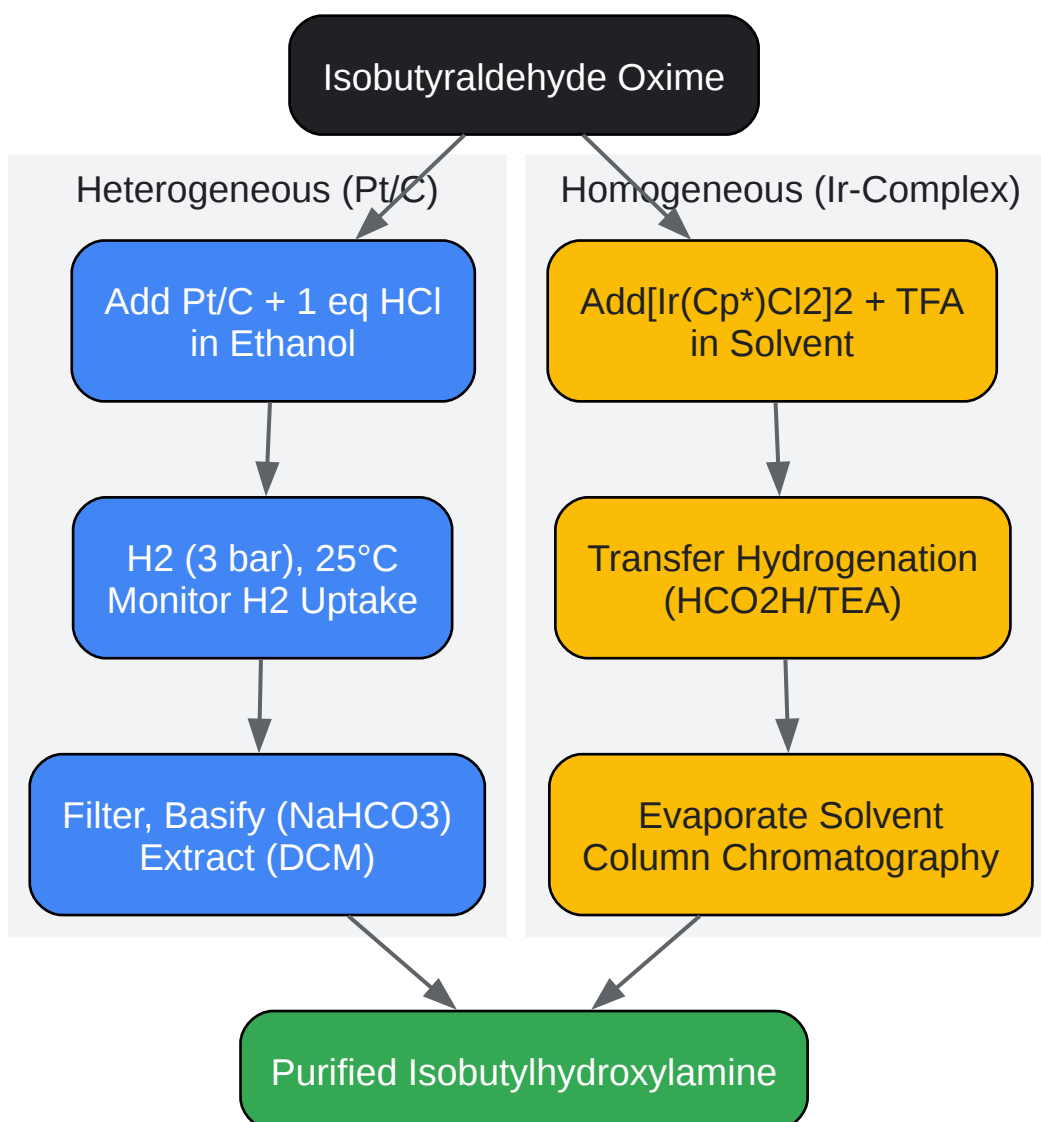 Isobutyraldehyde Oxime
Heterogeneous (Pt/C)
Add Pt/C + 1 eq HCl
in Ethanol
H2 (3 bar), 25°C
Monitor H2 Uptake
Filter, Basify (NaHCO3)
Extract (DCM)
Homogeneous (Ir-Complex)
Add[Ir(Cp*)Cl2]2 + TFA
in Solvent
Transfer Hydrogenation
(HCO2H/TEA)
Evaporate Solvent
Column Chromatography
Purified Isobutylhydroxylamine